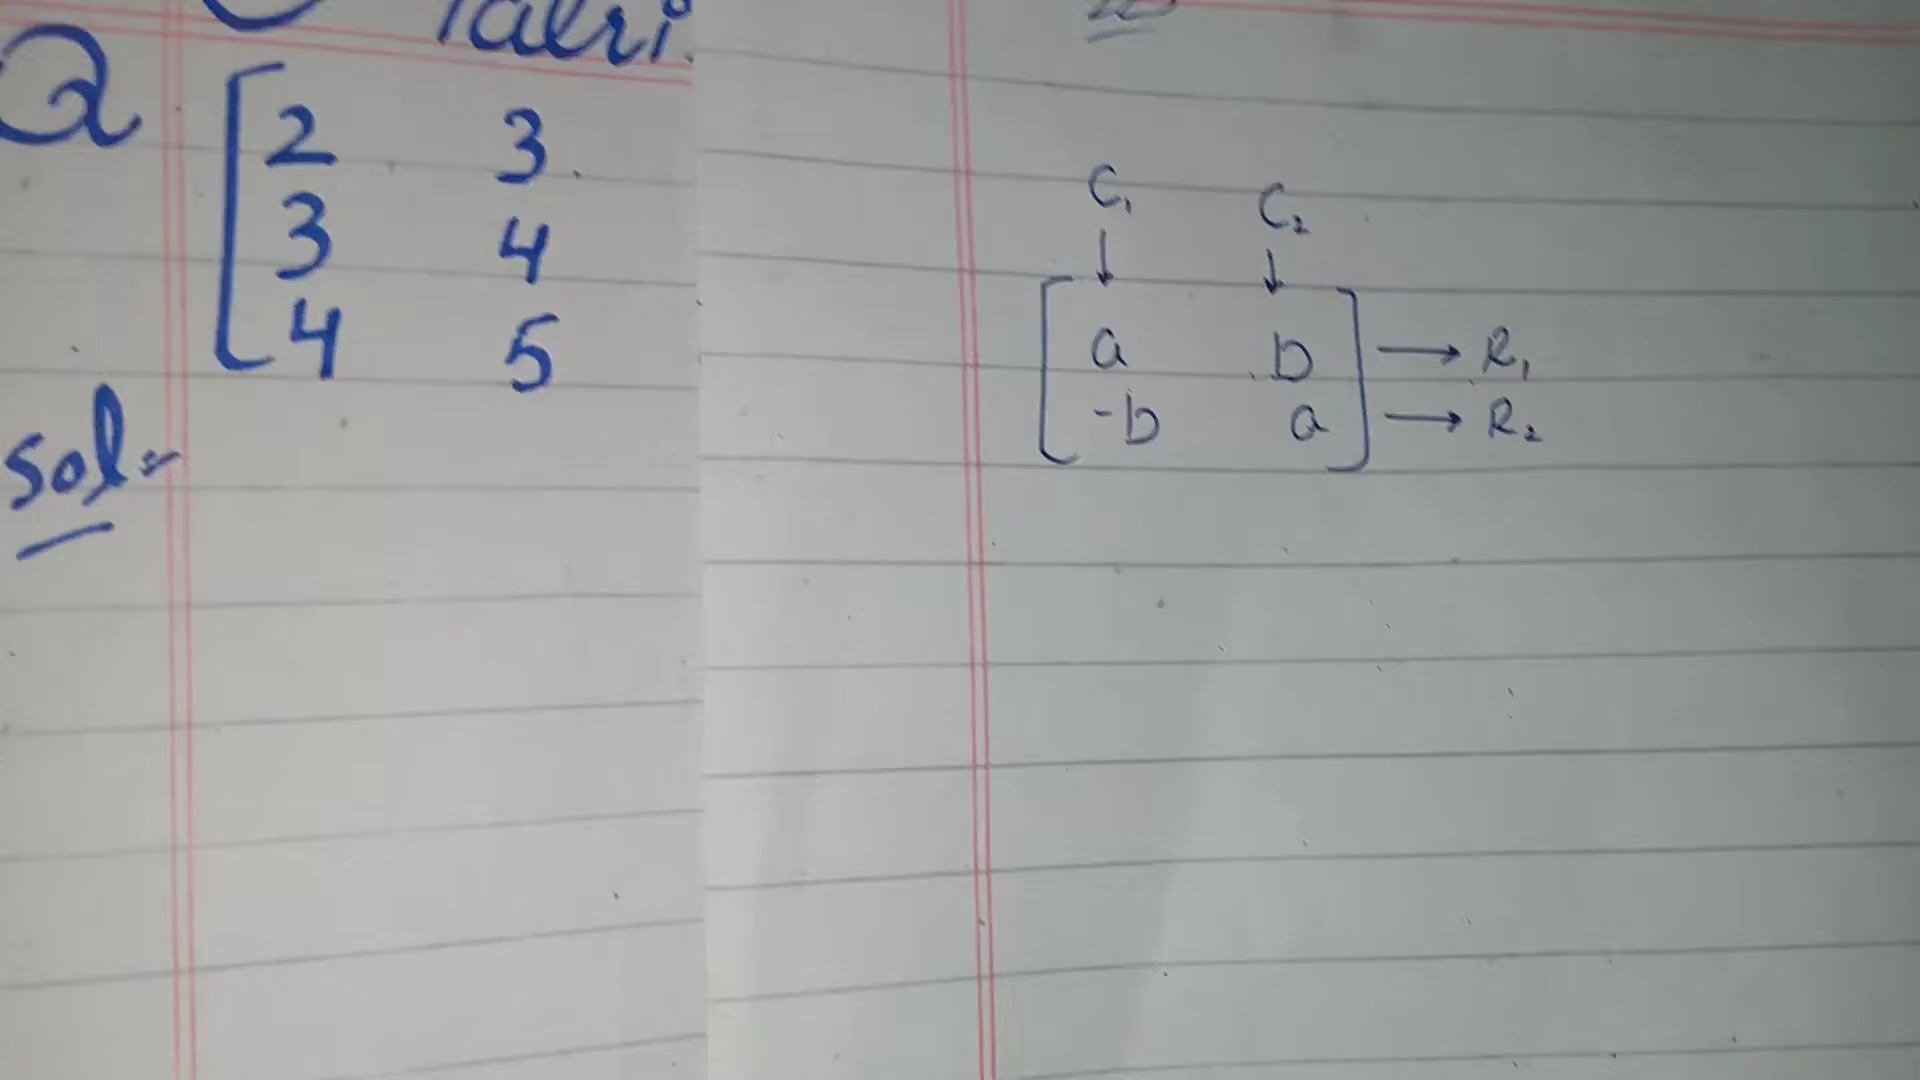 Q [2 3
3 4
4 5
Sol=
C₁ C₂
↓ ↓
[a b] → R₁
[-b a] → R₂